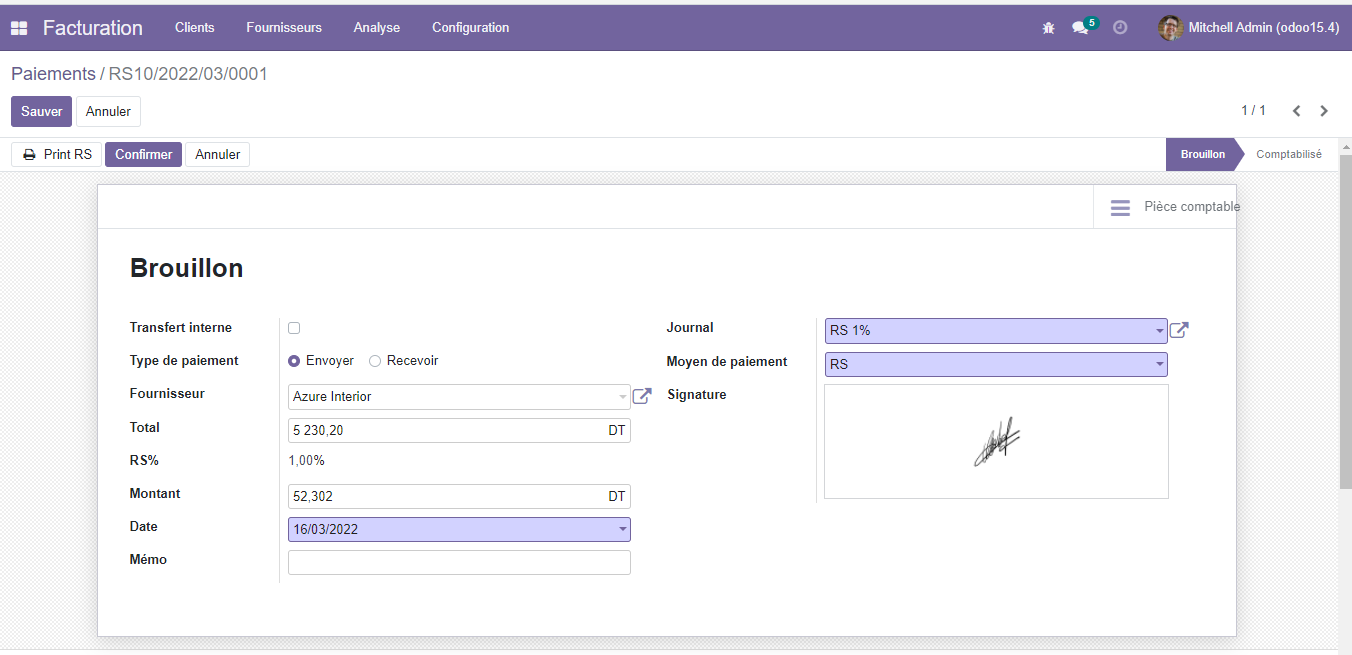 Facturation Clients Fournisseurs Analyse Configuration 5 Mitchell Admin (odoo15.4)
Paiements / RS10/2022/03/0001
Sauver Annuler 1 / 1
Print RS Confirmer Annuler Brouillon Comptabilisé
Pièce comptable
Brouillon
Transfert interne
Type de paiement Envoyer Recevoir
Fournisseur Azure Interior
Total 5 230,20 DT
RS% 1,00%
Montant 52,302 DT
Date 16/03/2022
Mémo
Journal RS 1%
Moyen de paiement RS
Signature